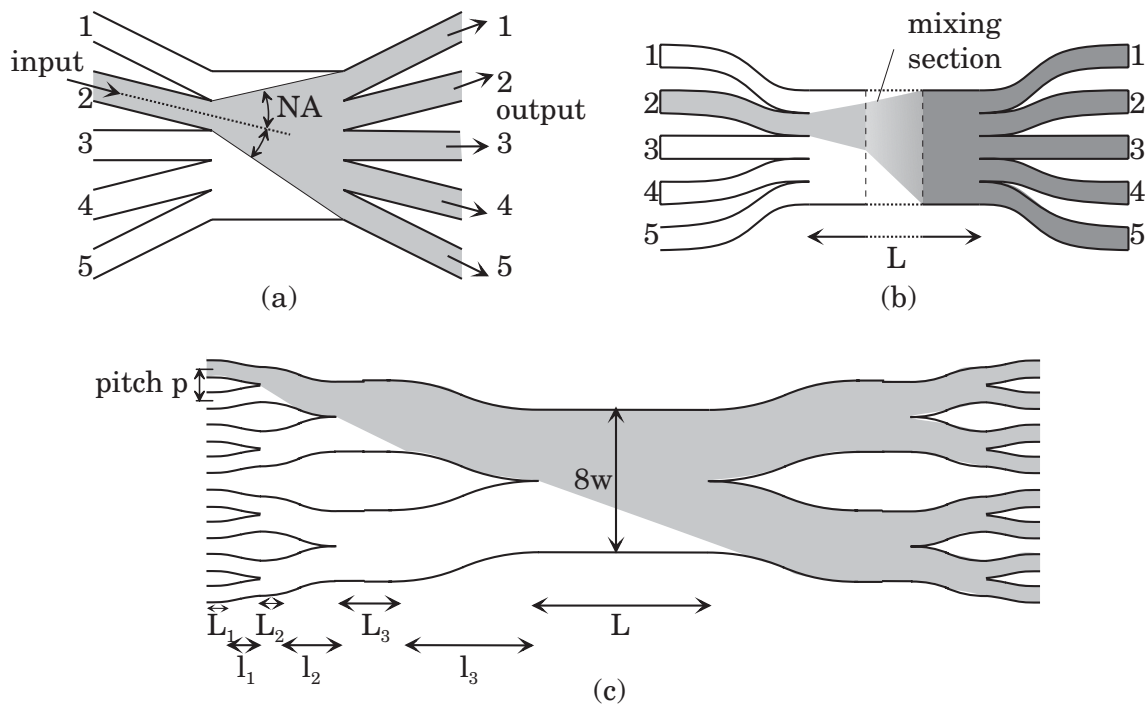 1
input
2
3
4
5
NA
1
2
output
3
4
5
(a)
mixing
section
1
2
3
4
5
1
2
3
4
5
L
(b)
pitch p
8w
L₁
L₂
L₃
L
l₁
l₂
l₃
(c)